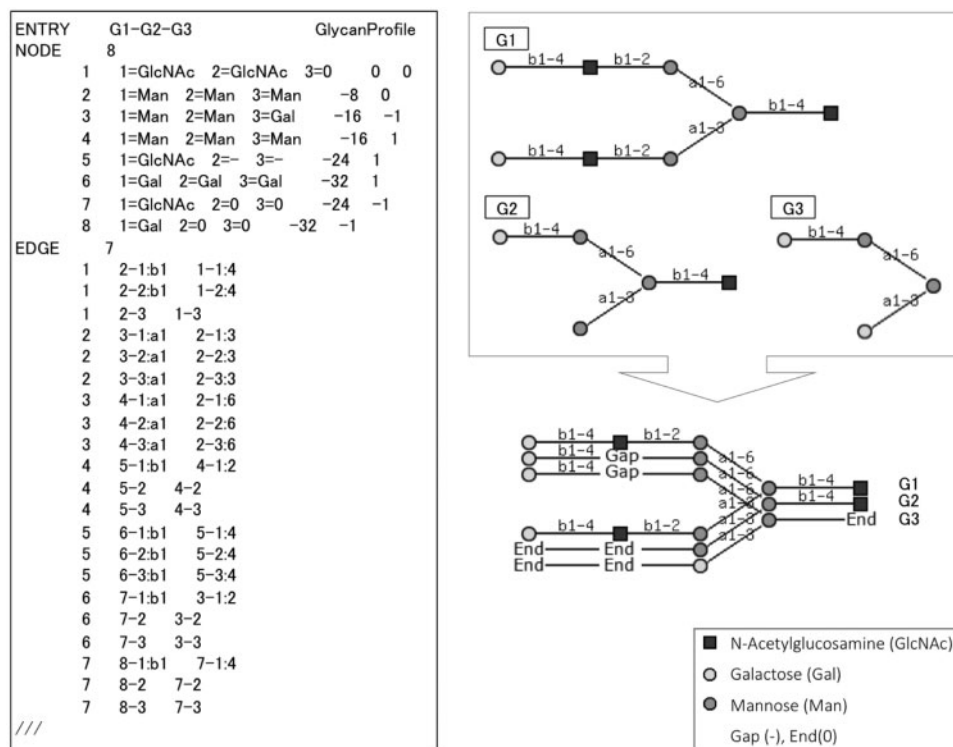 ENTRY G1-G2-G3 GlycanProfile
NODE 8
1 1=GlcNAc 2=GlcNAc 3=0 0 0
2 1=Man 2=Man 3=Man -8 0
3 1=Man 2=Man 3=Gal -16 -1
4 1=Man 2=Man 3=Man -16 1
5 1=GlcNAc 2=- 3=- -24 1
6 1=Gal 2=Gal 3=Gal -32 1
7 1=GlcNAc 2=0 3=0 -24 -1
8 1=Gal 2=0 3=0 -32 -1
EDGE 7
1 2-1:b1 1-1:4
1 2-2:b1 1-2:4
1 2-3 1-3
2 3-1:a1 2-1:3
2 3-2:a1 2-2:3
2 3-3:a1 2-3:3
3 4-1:a1 2-1:6
3 4-2:a1 2-2:6
3 4-3:a1 2-3:6
4 5-1:b1 4-1:2
4 5-2 4-2
4 5-3 4-3
5 6-1:b1 5-1:4
5 6-2:b1 5-2:4
5 6-3:b1 5-3:4
6 7-1:b1 3-1:2
6 7-2 3-2
6 7-3 3-3
7 8-1:b1 7-1:4
7 8-2 7-2
7 8-3 7-3
///
G1
b1-4 b1-2
a1-6
b1-4
a1-3
b1-4 b1-2
G2
b1-4
a1-6
b1-4
a1-3
G3
b1-4
a1-6
a1-3
b1-4 b1-2
b1-4 Gap a1-6
b1-4 Gap a1-6 b1-4 G1
a1-6 b1-4 G2
a1-3 End G3
b1-4 b1-2 a1-3
End End a1-3
End End
N-Acetylglucosamine (GlcNAc)
Galactose (Gal)
Mannose (Man)
Gap (-), End(0)